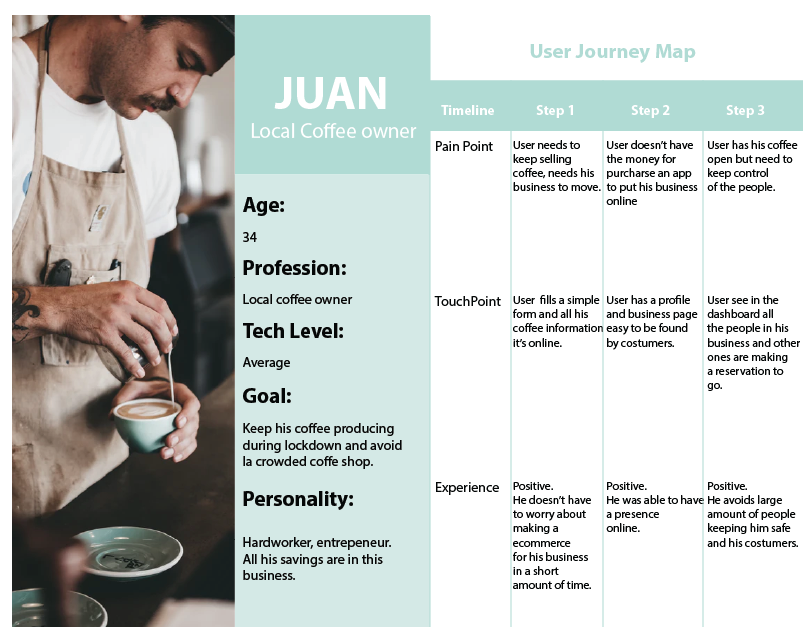 JUAN
Local Coffee owner
Age:
34
Profession:
Local coffee owner
Tech Level:
Average
Goal:
Keep his coffee producing
during lockdown and avoid
la crowded coffe shop.
Personality:
Hardworker, entrepeneur.
All his savings are in this
business.
User Journey Map
Timeline
Step 1
Step 2
Step 3
Pain Point
User needs to
keep selling
coffee, needs his
business to move.
User doesn't have
the money for
purcharse an app
to put his business
online
User has his coffee
open but need to
keep control
of the people.
TouchPoint
User fills a simple
form and all his
coffee information
it's online.
User has a profile
and business page
easy to be found
by costumers.
User see in the
dashboard all
the people in his
business and other
ones are making
a reservation to
go.
Experience
Positive.
He doesn't have
to worry about
making a
ecommerce
for his business
in a short
amount of time.
Positive.
He was able to have
a presence
online.
Positive.
He avoids large
amount of people
keeping him safe
and his costumers.